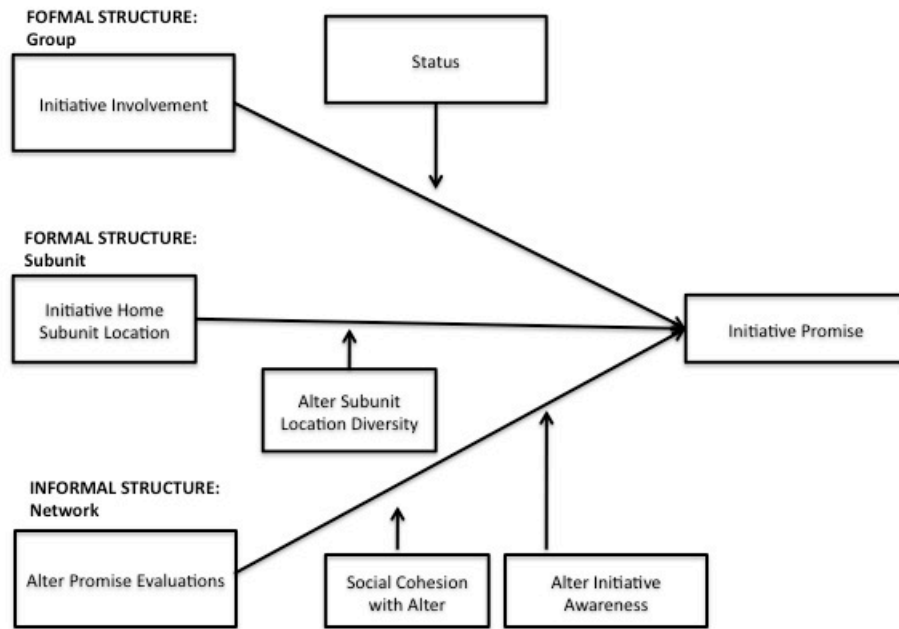 FOFMAL STRUCTURE:
Group
Initiative Involvement
Status
FORMAL STRUCTURE:
Subunit
Initiative Home
Subunit Location
Initiative Promise
Alter Subunit
Location Diversity
INFORMAL STRUCTURE:
Network
Alter Promise Evaluations
Social Cohesion
with Alter
Alter Initiative
Awareness